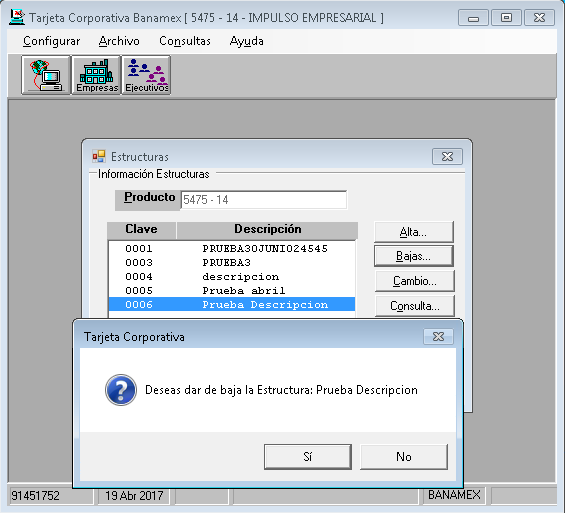 Tarjeta Corporativa Banamex [ 5475 - 14 - IMPULSO EMPRESARIAL ]
Configurar Archivo Consultas Ayuda
Empresas Ejecutivos
Estructuras
Información Estructuras
Producto 5475 - 14
Clave Descripción
0001 PRUEBA30JUNIO24545
0003 PRUEBA3
0004 descripcion
0005 Prueba abril
0006 Prueba Descripcion
Alta...
Bajas...
Cambio...
Consulta...
Tarjeta Corporativa
Deseas dar de baja la Estructura: Prueba Descripcion
Sí No
91451752 19 Abr 2017 BANAMEX